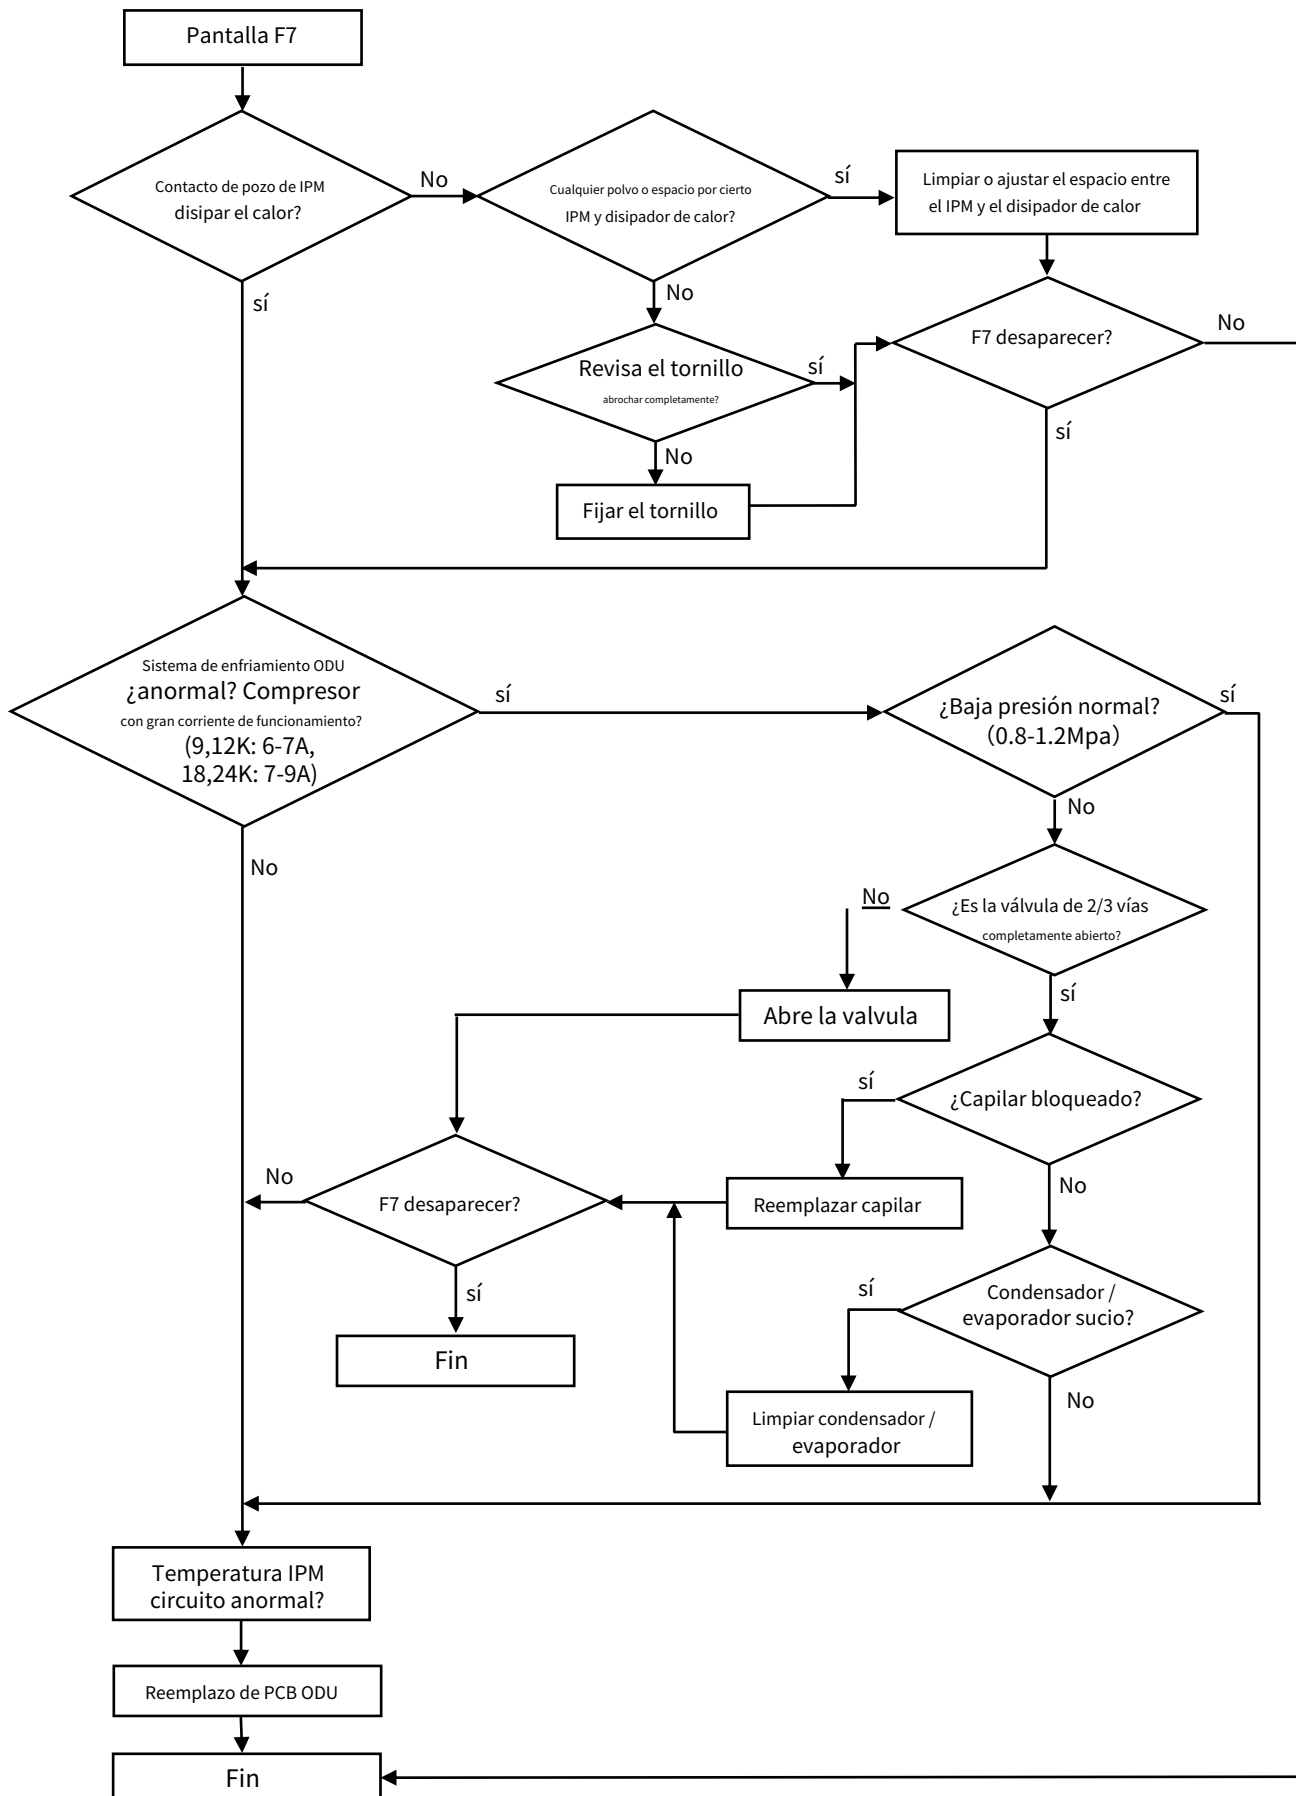 Pantalla F7
Contacto de pozo de IPM
disipar el calor?
No
Cualquier polvo o espacio por cierto
IPM y disipador de calor?
sí
Limpiar o ajustar el espacio entre
el IPM y el disipador de calor
sí
No
Revisa el tornillo
abrochar completamente?
sí
F7 desaparecer?
No
sí
No
Fijar el tornillo
Sistema de enfriamiento ODU
¿anormal? Compresor
con gran corriente de funcionamiento?
(9,12K: 6-7A,
18,24K: 7-9A)
sí
¿Baja presión normal?
（0.8-1.2Mpa）
sí
No
No
No
¿Es la válvula de 2/3 vías
completamente abierto?
sí
Abre la valvula
sí
¿Capilar bloqueado?
No
Reemplazar capilar
No
F7 desaparecer?
sí
Fin
sí
Condensador /
evaporador sucio?
No
Limpiar condensador /
evaporador
Temperatura IPM
circuito anormal?
Reemplazo de PCB ODU
Fin